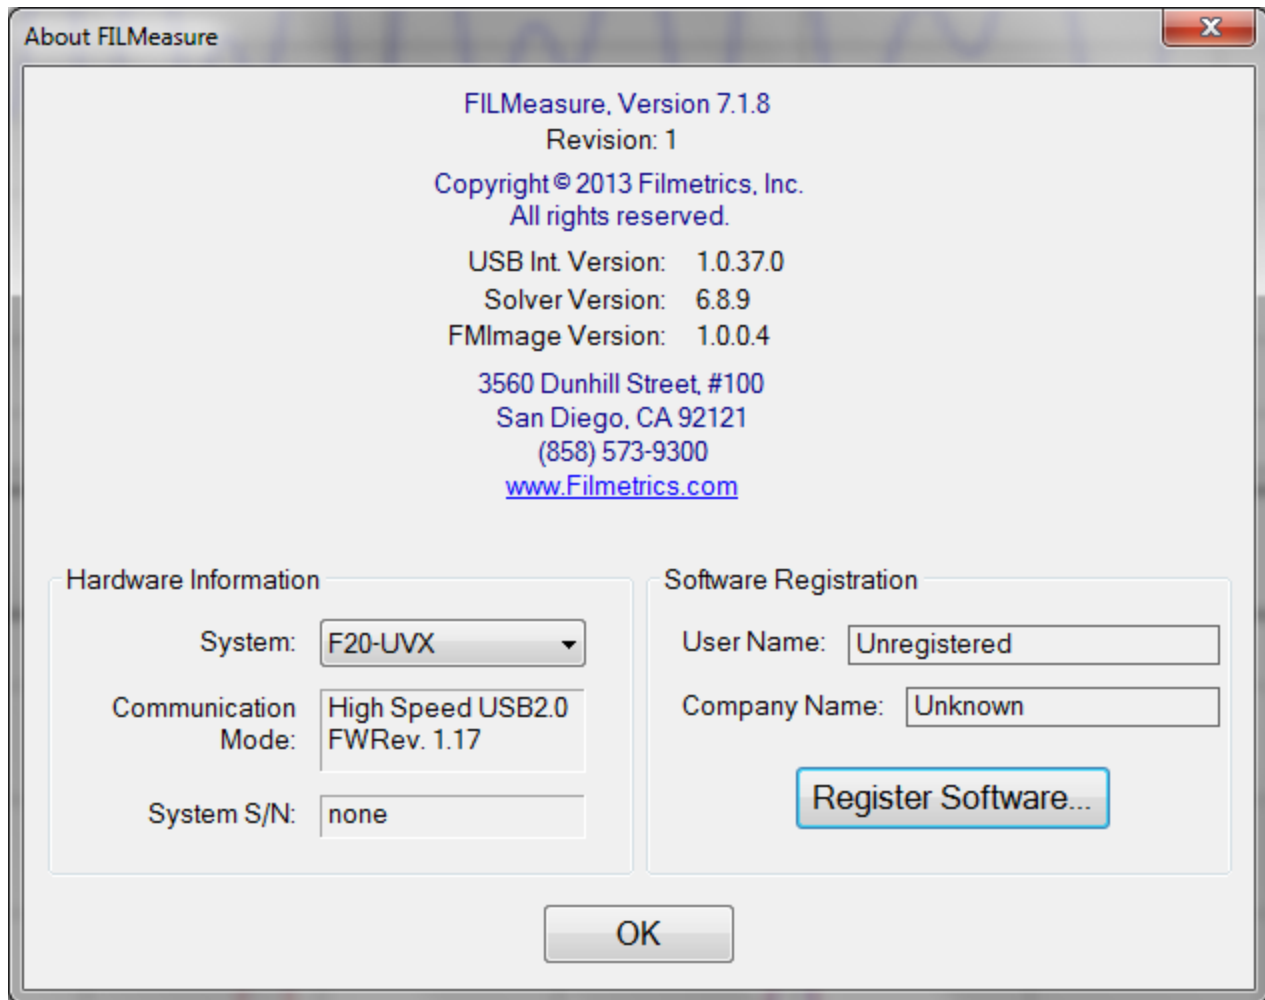 About FILMeasure
FILMeasure, Version 7.1.8
Revision: 1
Copyright © 2013 Filmetrics, Inc.
All rights reserved.
USB Int. Version: 1.0.37.0
Solver Version: 6.8.9
FMImage Version: 1.0.0.4
3560 Dunhill Street, #100
San Diego, CA 92121
(858) 573-9300
www.Filmetrics.com
Hardware Information
System: F20-UVX
Communication Mode: High Speed USB2.0
FWRev. 1.17
System S/N: none
Software Registration
User Name: Unregistered
Company Name: Unknown
Register Software...
OK